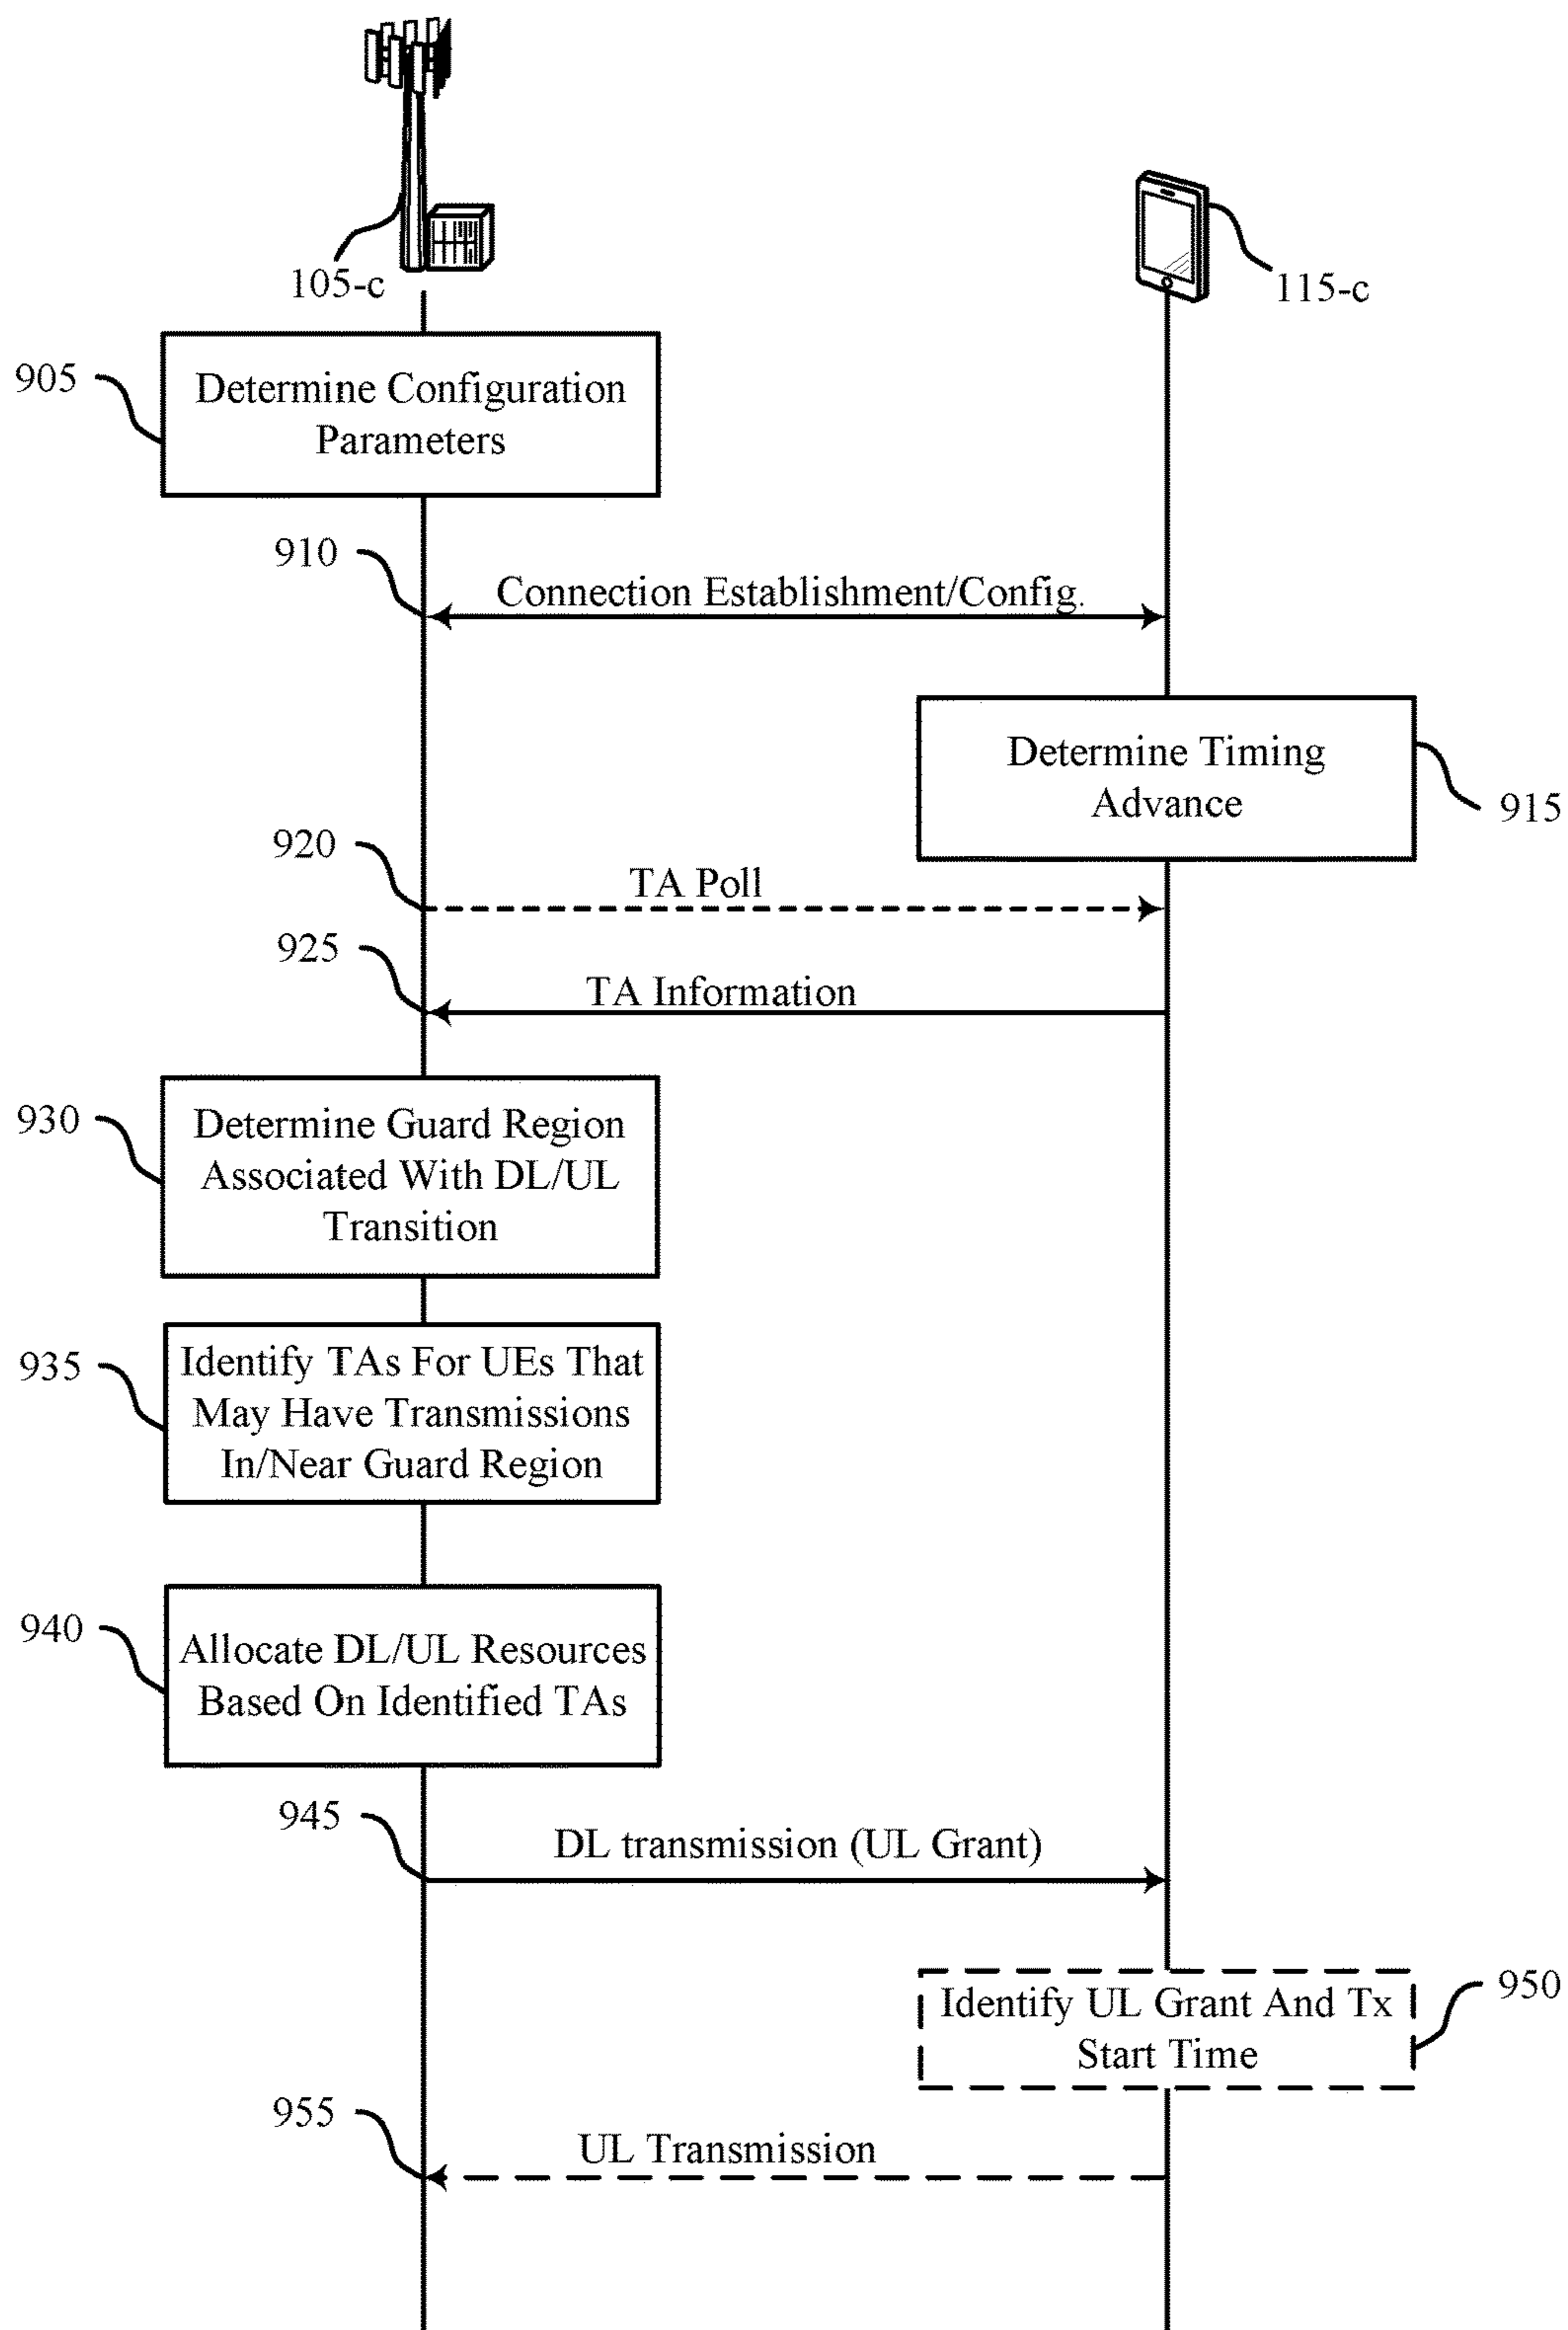 105-c
115-c
905
Determine Configuration
Parameters
910
Connection Establishment/Config.
Determine Timing
Advance
915
920
TA Poll
925
TA Information
930
Determine Guard Region
Associated With DL/UL
Transition
935
Identify TAs For UEs That
May Have Transmissions
In/Near Guard Region
940
Allocate DL/UL Resources
Based On Identified TAs
945
DL transmission (UL Grant)
Identify UL Grant And Tx
Start Time
950
955
UL Transmission